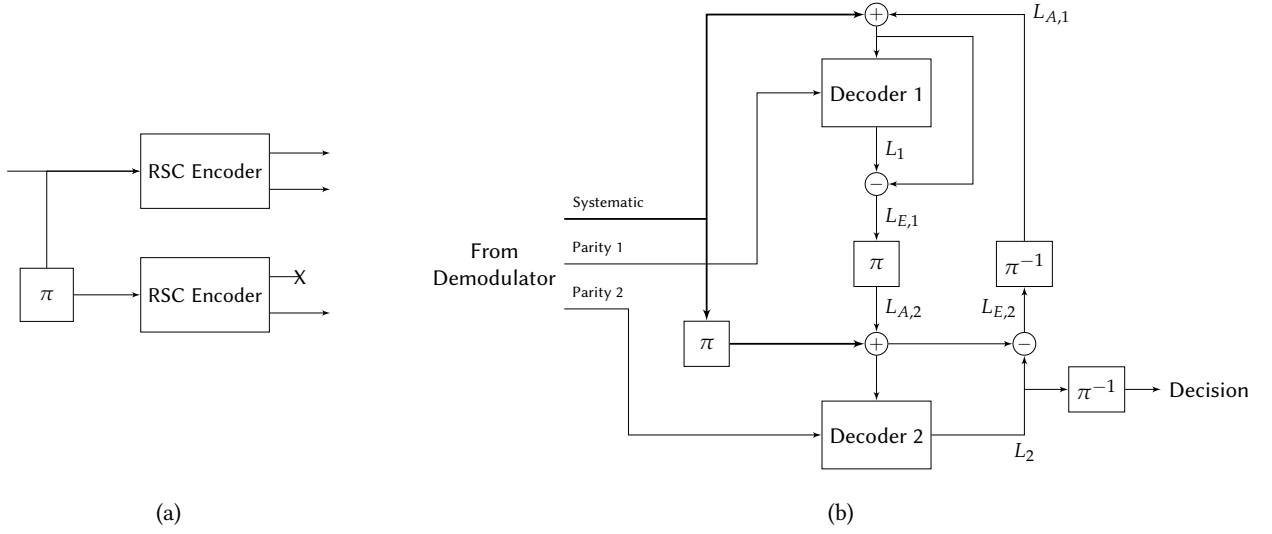 RSC Encoder
π
RSC Encoder
X
(a)
L_{A,1}
+
Decoder 1
L_1
−
Systematic
L_{E,1}
From
Demodulator
Parity 1
π
π^{−1}
Parity 2
L_{A,2}
L_{E,2}
π
+
−
π^{−1}
Decision
Decoder 2
L_2
(b)